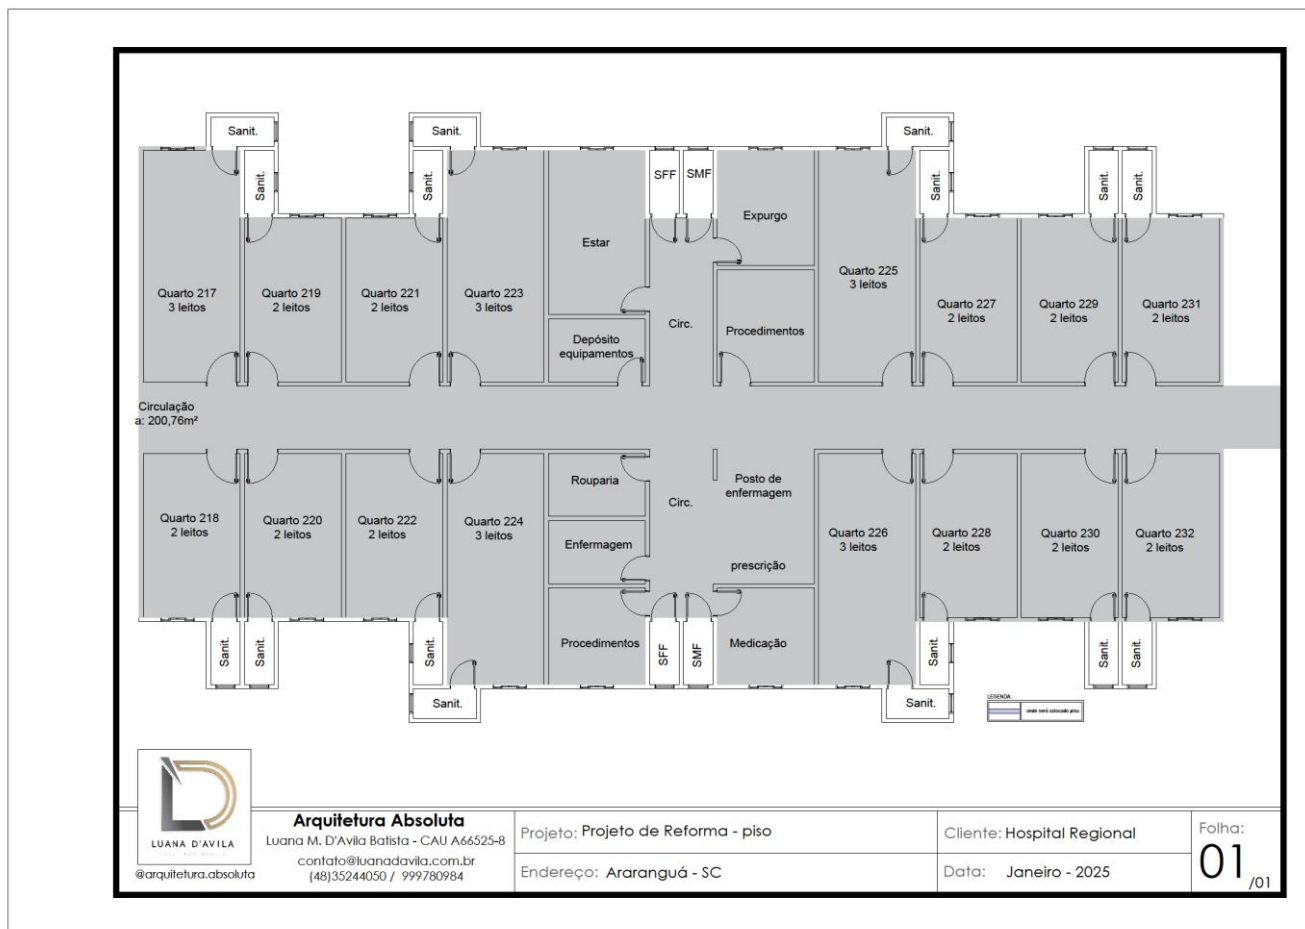 Sanit.
Sanit.
Sanit.
Sanit.
Sanit.
SFF
SMF
Sanit.
Sanit.
Sanit.
Sanit.
Expurgo
Estar
Quarto 217
3 leitos
Quarto 219
2 leitos
Quarto 221
2 leitos
Quarto 223
3 leitos
Quarto 225
3 leitos
Quarto 227
2 leitos
Quarto 229
2 leitos
Quarto 231
2 leitos
Circ.
Procedimentos
Depósito
equipamentos
Circulação
a: 200,76m²
Rouparia
Circ.
Posto de
enfermagem
Quarto 218
2 leitos
Quarto 220
2 leitos
Quarto 222
2 leitos
Quarto 224
3 leitos
Quarto 226
3 leitos
Quarto 228
2 leitos
Quarto 230
2 leitos
Quarto 232
2 leitos
Enfermagem
prescrição
Procedimentos
SFF
SMF
Medicação
Sanit.
Sanit.
Sanit.
Sanit.
Sanit.
Sanit.
Sanit.
Sanit.
LEGENDA:
onde será colocado piso.
LUANA D'AVILA
@arquitetura.absoluta
Arquitetura Absoluta
Luana M. D'Avila Batista - CAU A66525-8
contato@luanadavila.com.br
(48)35244050 / 999780984
Projeto: Projeto de Reforma - piso
Endereço: Araranguá - SC
Cliente: Hospital Regional
Data: Janeiro - 2025
Folha:
01
/01